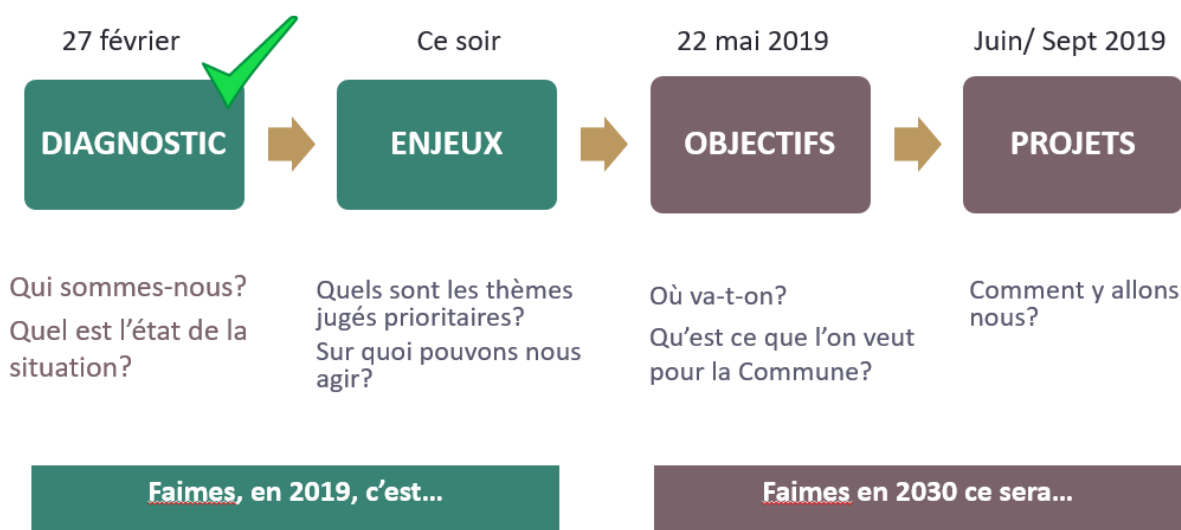 27 février
Ce soir
22 mai 2019
Juin/ Sept 2019
DIAGNOSTIC
ENJEUX
OBJECTIFS
PROJETS
Qui sommes-nous?
Quel est l’état de la
situation?
Quels sont les thèmes
jugés prioritaires?
Sur quoi pouvons nous
agir?
Où va-t-on?
Qu’est ce que l’on veut
pour la Commune?
Comment y allons
nous?
Faimes, en 2019, c’est…
Faimes en 2030 ce sera…